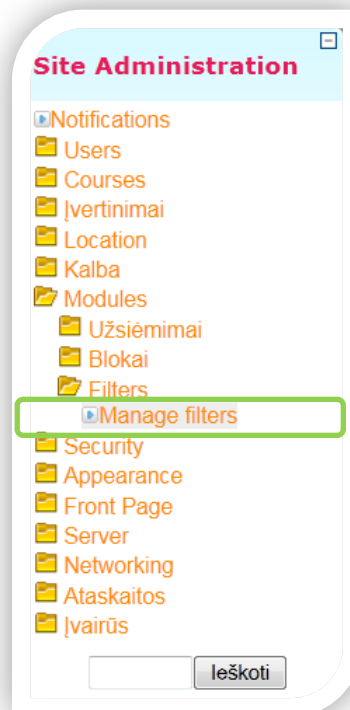 Site Administration
Notifications
Users
Courses
Įvertinimai
Location
Kalba
Modules
Užsiėmimai
Blokai
Filters
Manage filters
Security
Appearance
Front Page
Server
Networking
Ataskaitos
Įvairūs
Ieškoti